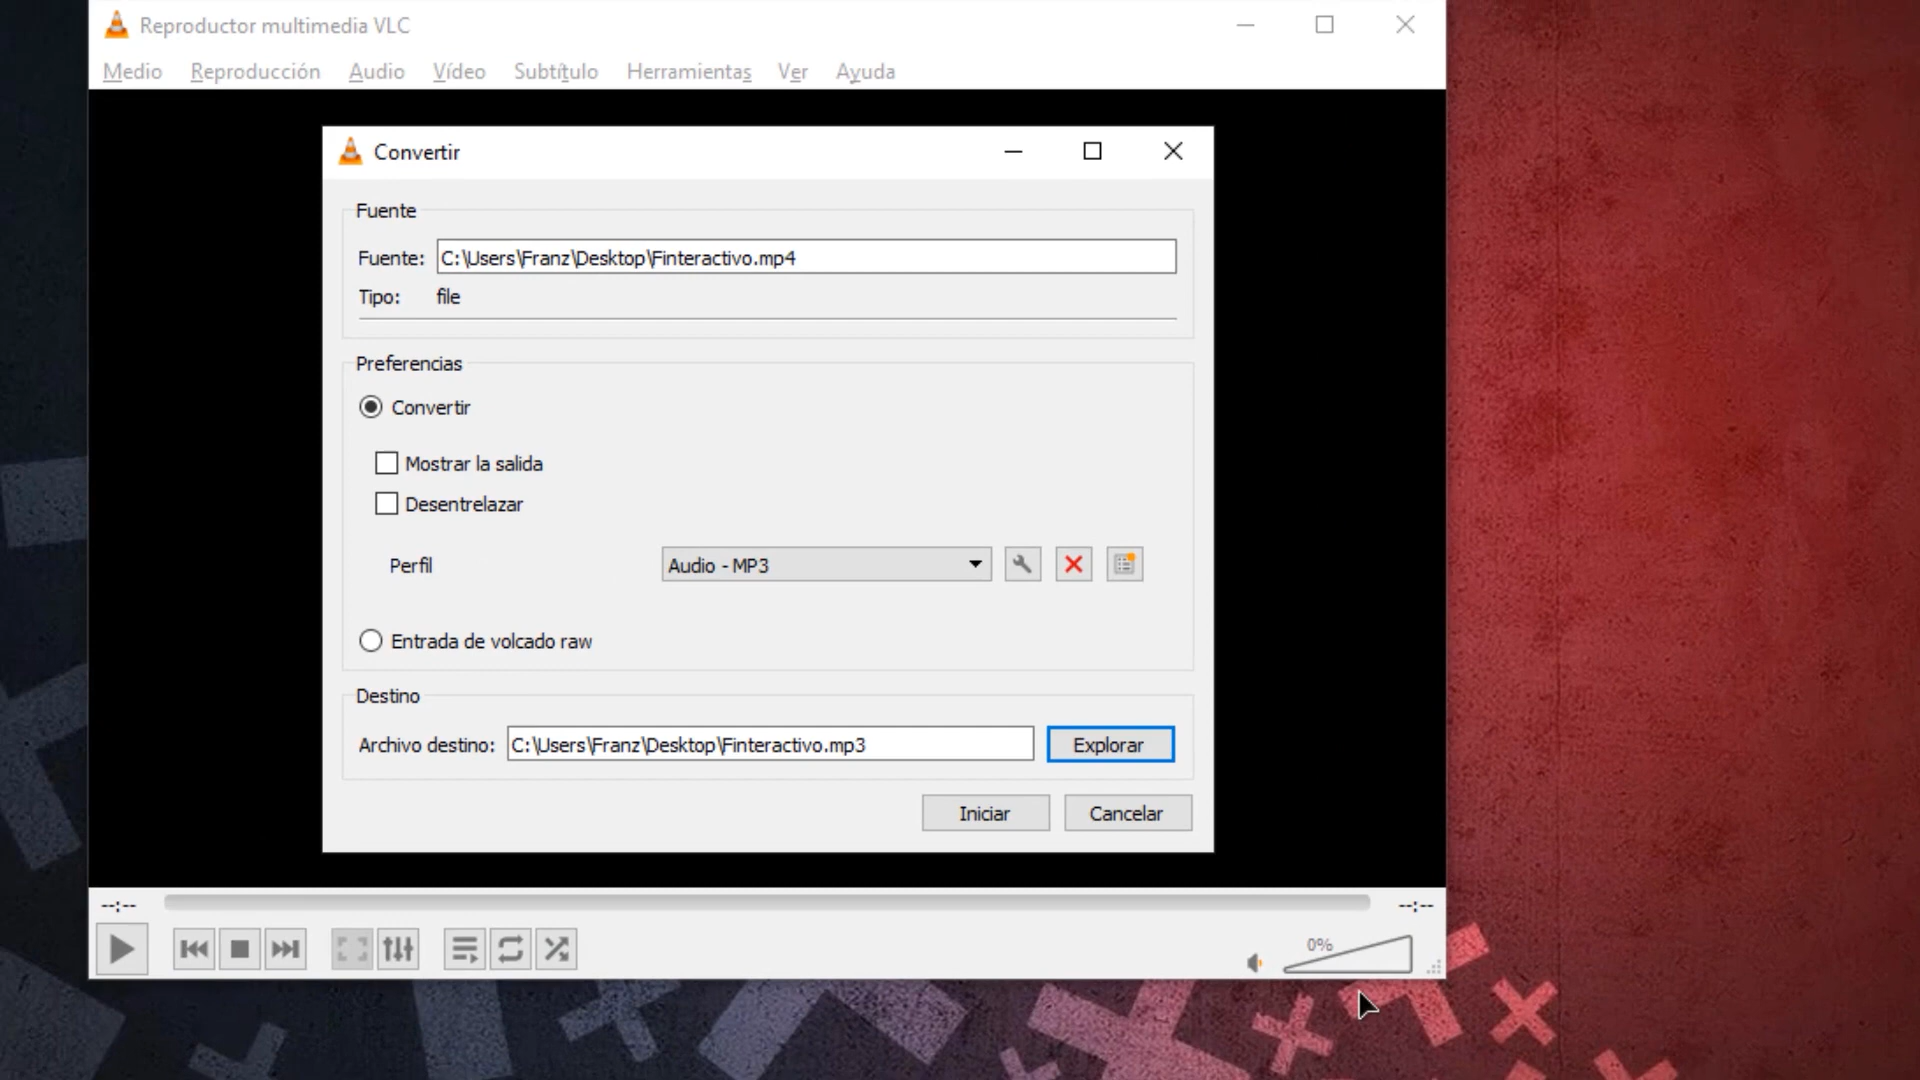 Reproductor multimedia VLC
Medio Reproducción Audio Vídeo Subtítulo Herramientas Ver Ayuda
Convertir
Fuente
Fuente: C:\Users\Franz\Desktop\Finteractivo.mp4
Tipo: file
Preferencias
Convertir
Mostrar la salida
Desentrelazar
Perfil Audio - MP3
Entrada de volcado raw
Destino
Archivo destino: C:\Users\Franz\Desktop\Finteractivo.mp3 Explorar
Iniciar Cancelar
--:-- --:--
0%